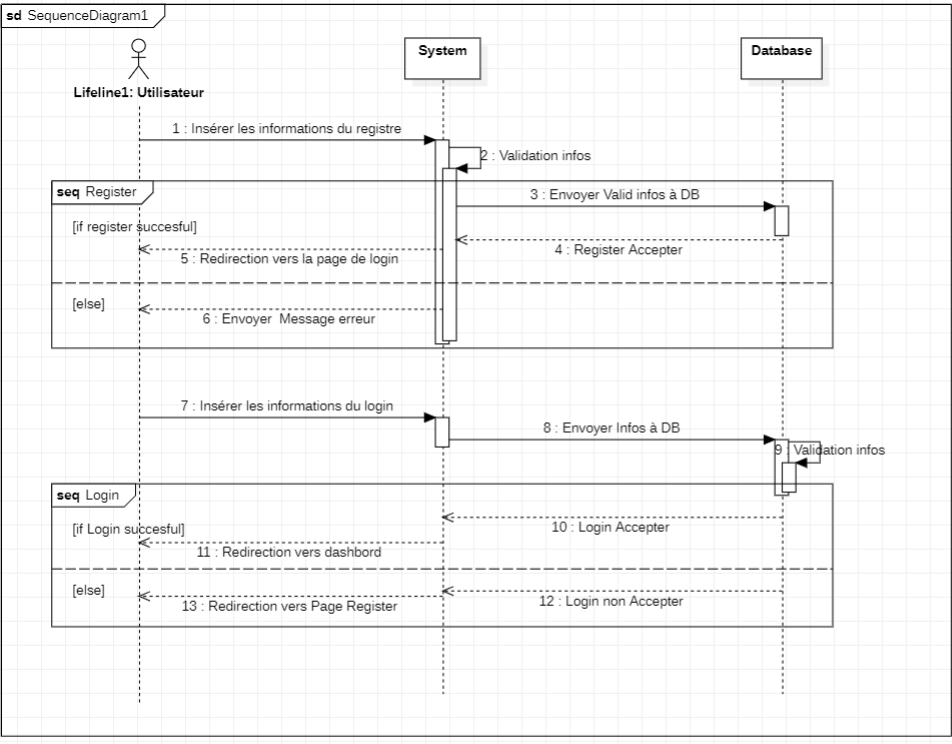 sd SequenceDiagram1
System
Database
Lifeline1: Utilisateur
1 : Insérer les informations du registre
2 : Validation infos
seq Register
3 : Envoyer Valid infos à DB
[if register succesful]
4 : Register Accepter
5 : Redirection vers la page de login
[else]
6 : Envoyer  Message erreur
7 : Insérer les informations du login
8 : Envoyer Infos à DB
9 : Validation infos
seq Login
[if Login succesful]
10 : Login Accepter
11 : Redirection vers dashbord
[else]
12 : Login non Accepter
13 : Redirection vers Page Register